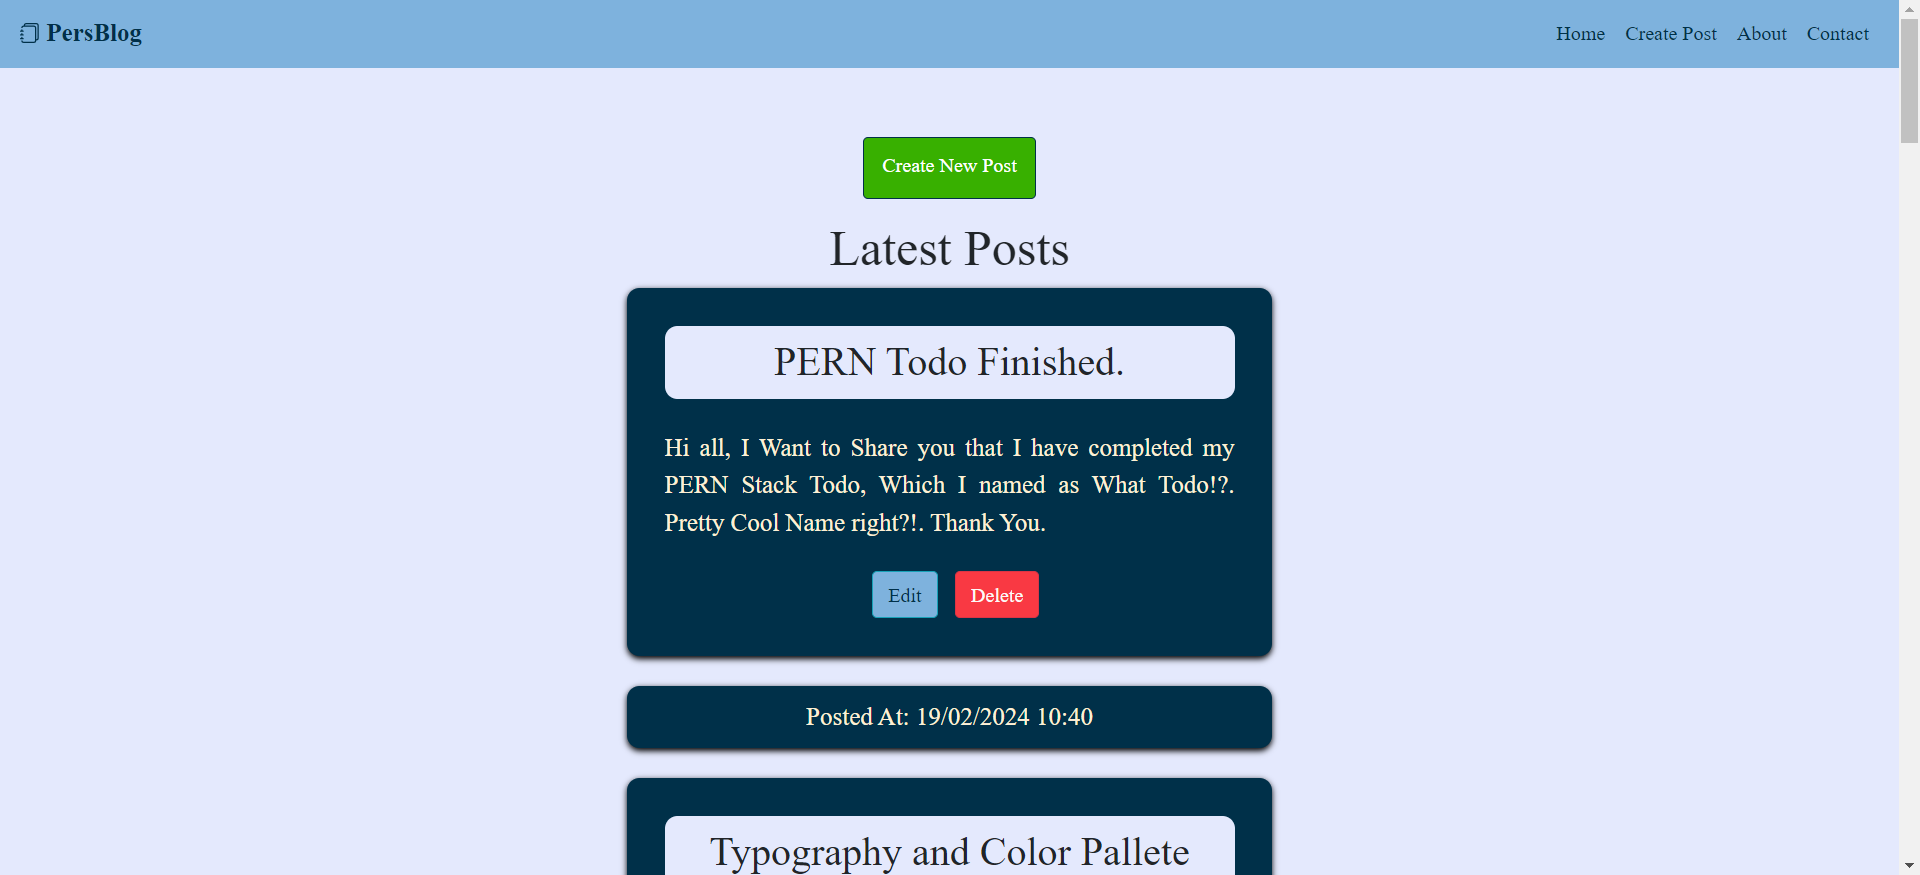 PersBlog
Home Create Post About Contact
Create New Post
Latest Posts
PERN Todo Finished.
Hi all, I Want to Share you that I have completed my
PERN Stack Todo, Which I named as What Todo!?.
Pretty Cool Name right?!. Thank You.
Edit Delete
Posted At: 19/02/2024 10:40
Typography and Color Pallete